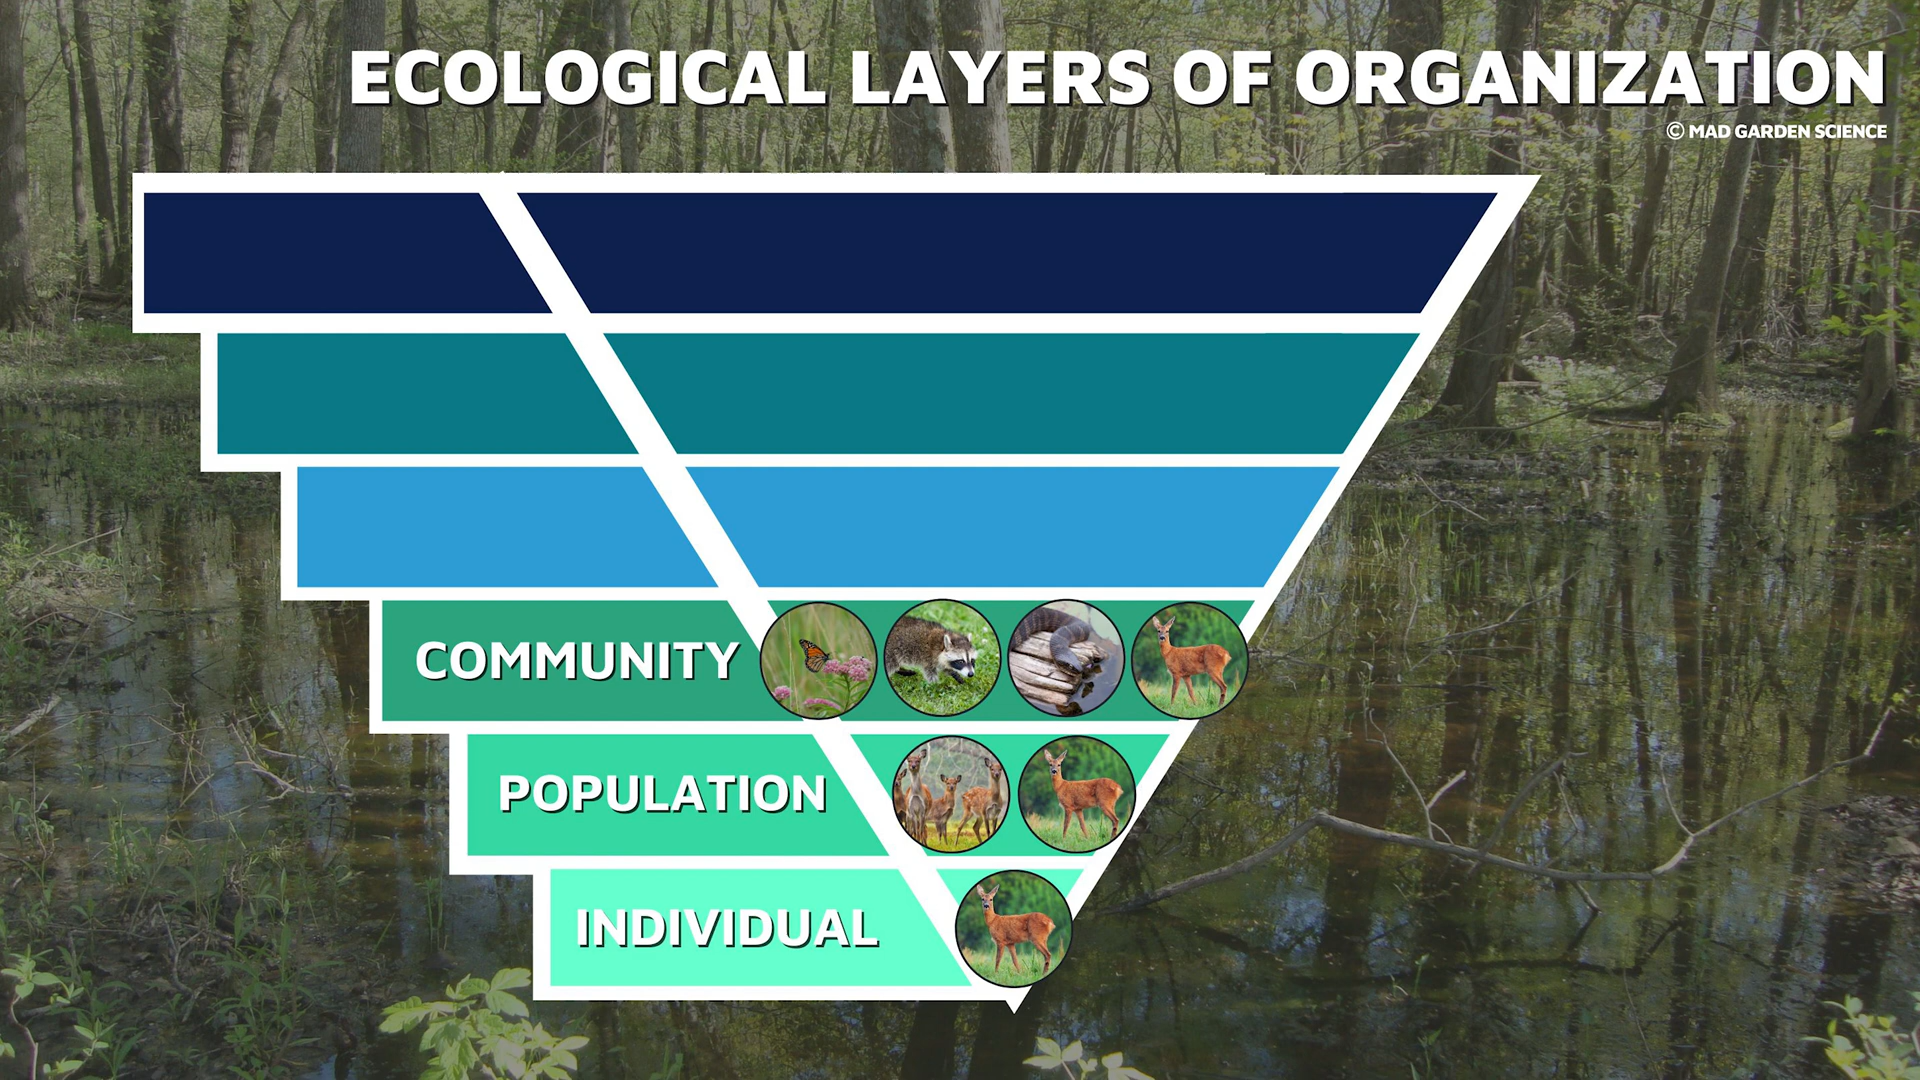 ECOLOGICAL LAYERS OF ORGANIZATION
© MAD GARDEN SCIENCE
COMMUNITY
POPULATION
INDIVIDUAL